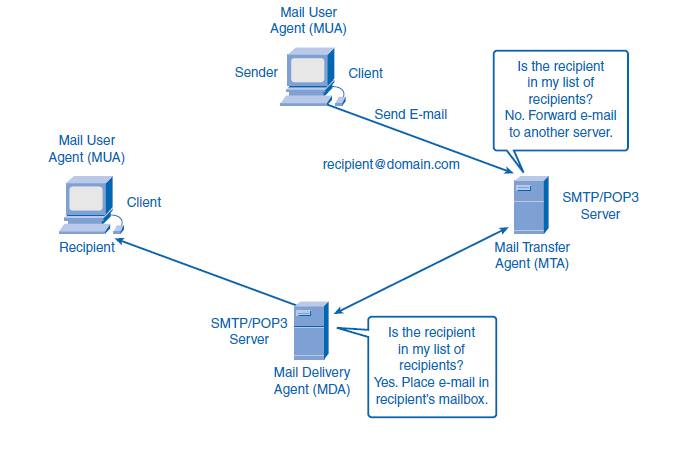 Mail User
Agent (MUA)
Sender
Client
Send E-mail
recipient@domain.com
Is the recipient
in my list of
recipients?
No. Forward e-mail
to another server.
SMTP/POP3
Server
Mail Transfer
Agent (MTA)
Mail User
Agent (MUA)
Client
Recipient
SMTP/POP3
Server
Mail Delivery
Agent (MDA)
Is the recipient
in my list of
recipients?
Yes. Place e-mail in
recipient's mailbox.